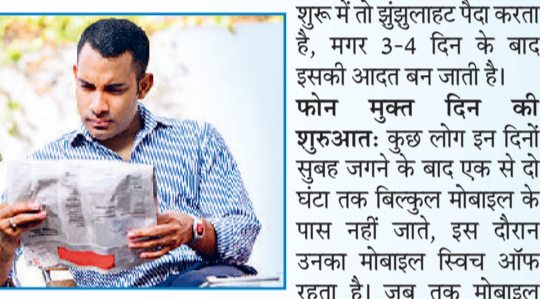 शुरू में तो झुंझुलाहट पैदा करता
है, मगर 3-4 दिन के बाद
इसकी आदत बन जाती है।
फोन मुक्त दिन की
शुरुआतः कुछ लोग इन दिनों
सुबह जगने के बाद एक से दो
घंटा तक बिल्कुल मोबाइल के
पास नहीं जाते, इस दौरान
उनका मोबाइल स्विच ऑफ
रहता है। जब तक मोबाइल